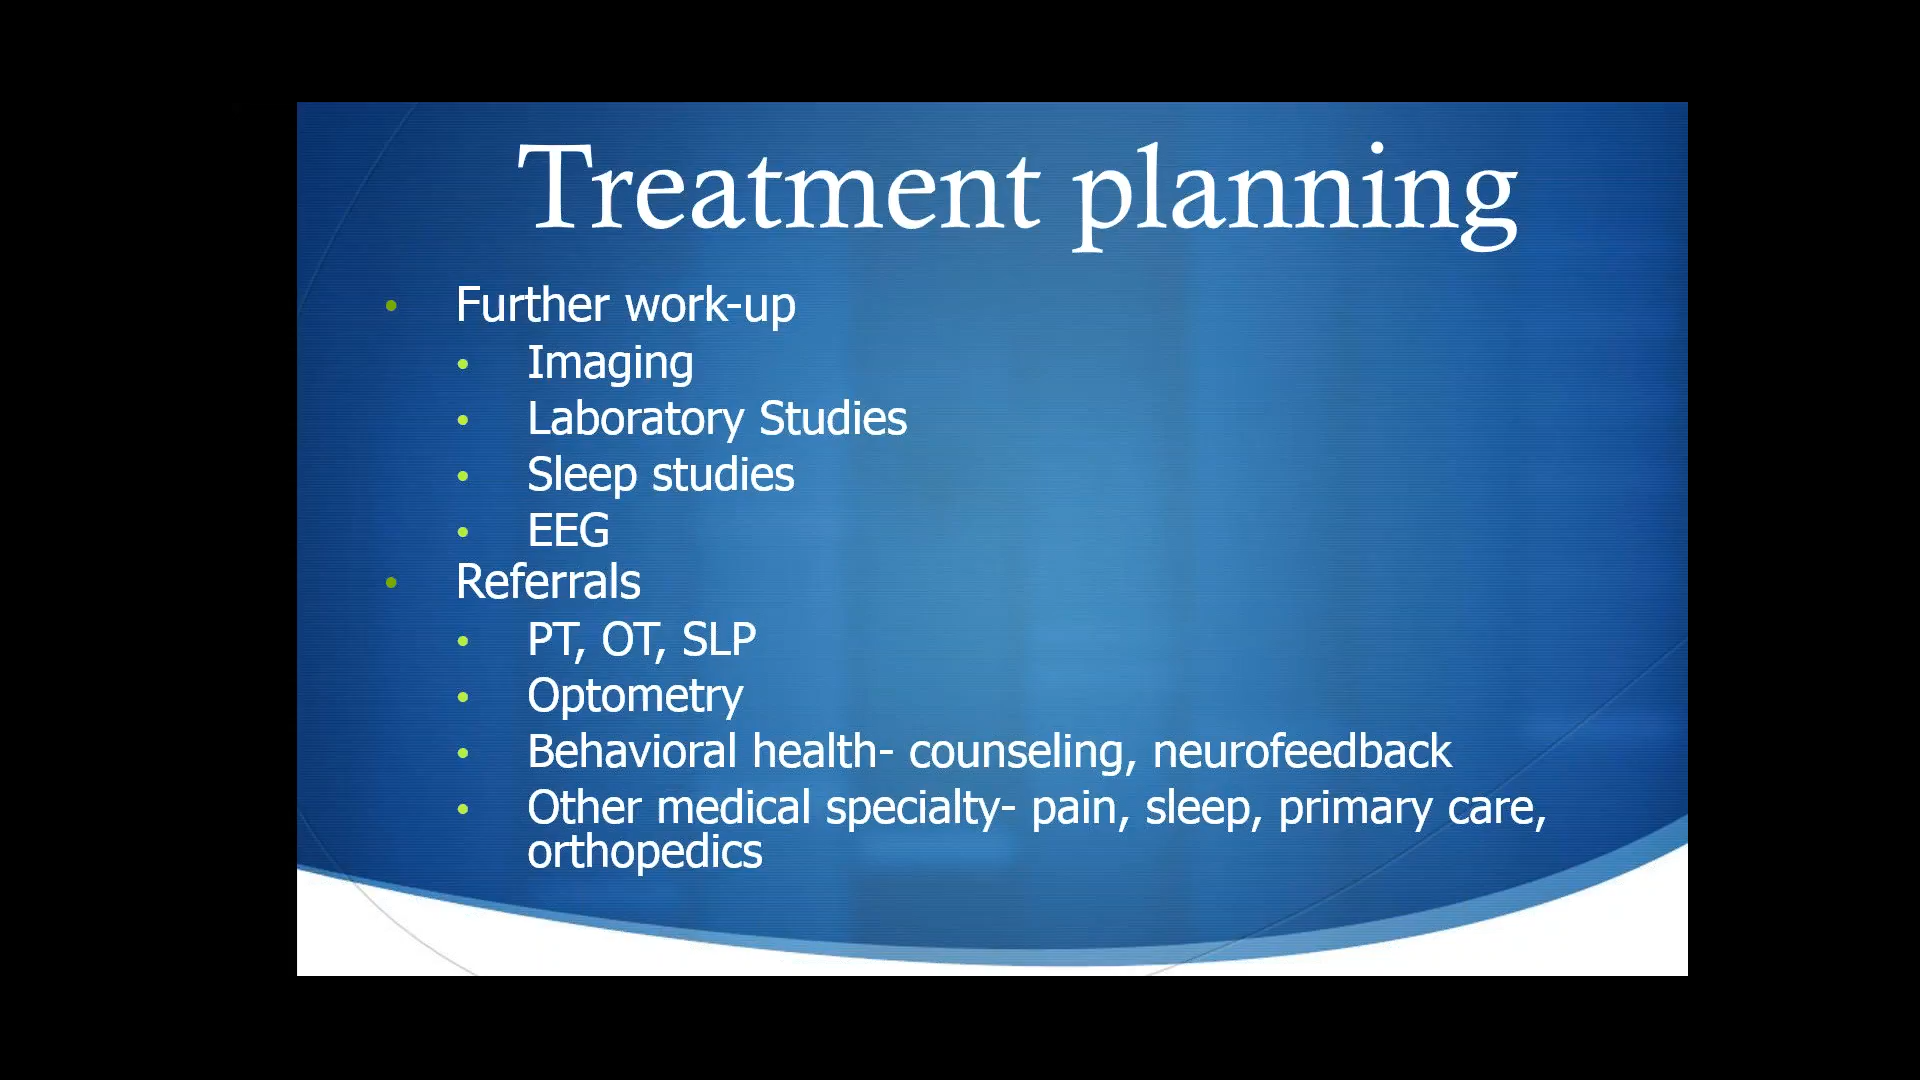 Treatment planning
• Further work-up
• Imaging
• Laboratory Studies
• Sleep studies
• EEG
• Referrals
• PT, OT, SLP
• Optometry
• Behavioral health- counseling, neurofeedback
• Other medical specialty- pain, sleep, primary care,
orthopedics